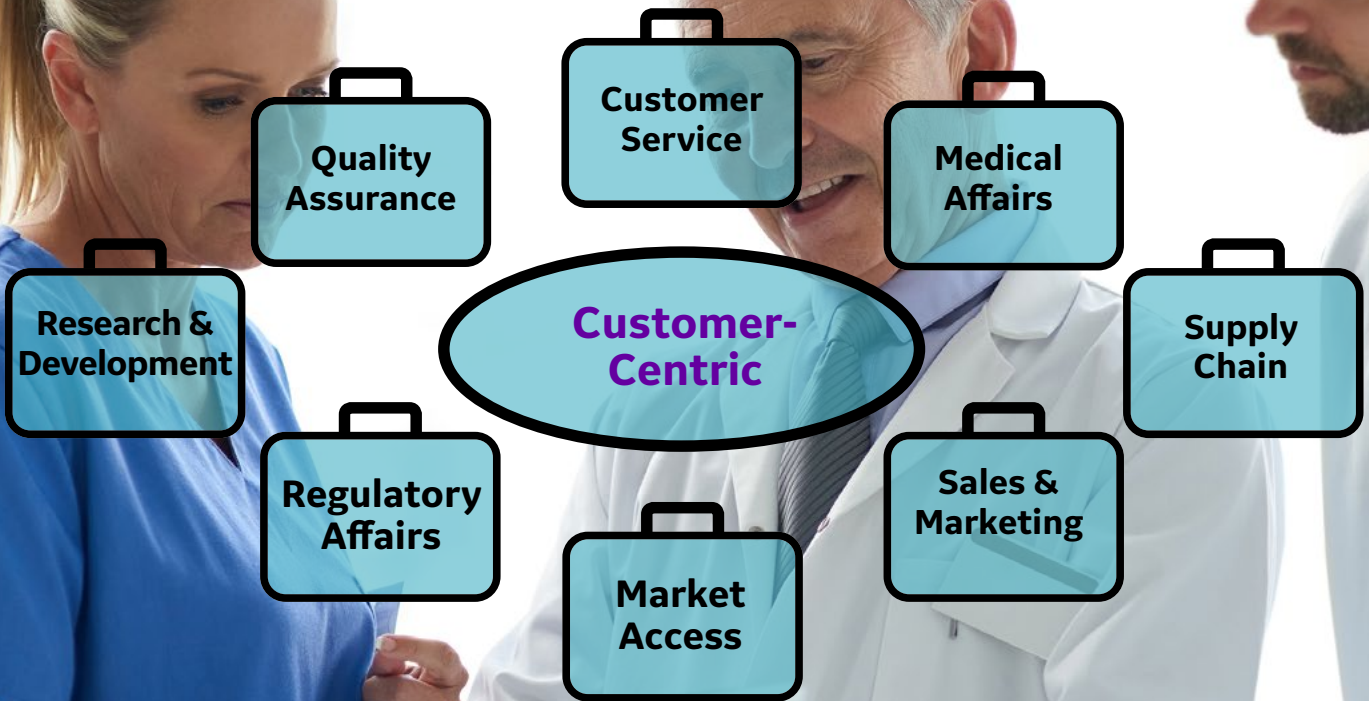 Customer
Service
Quality
Assurance
Medical
Affairs
Research &
Development
Customer-
Centric
Supply
Chain
Regulatory
Affairs
Sales &
Marketing
Market
Access